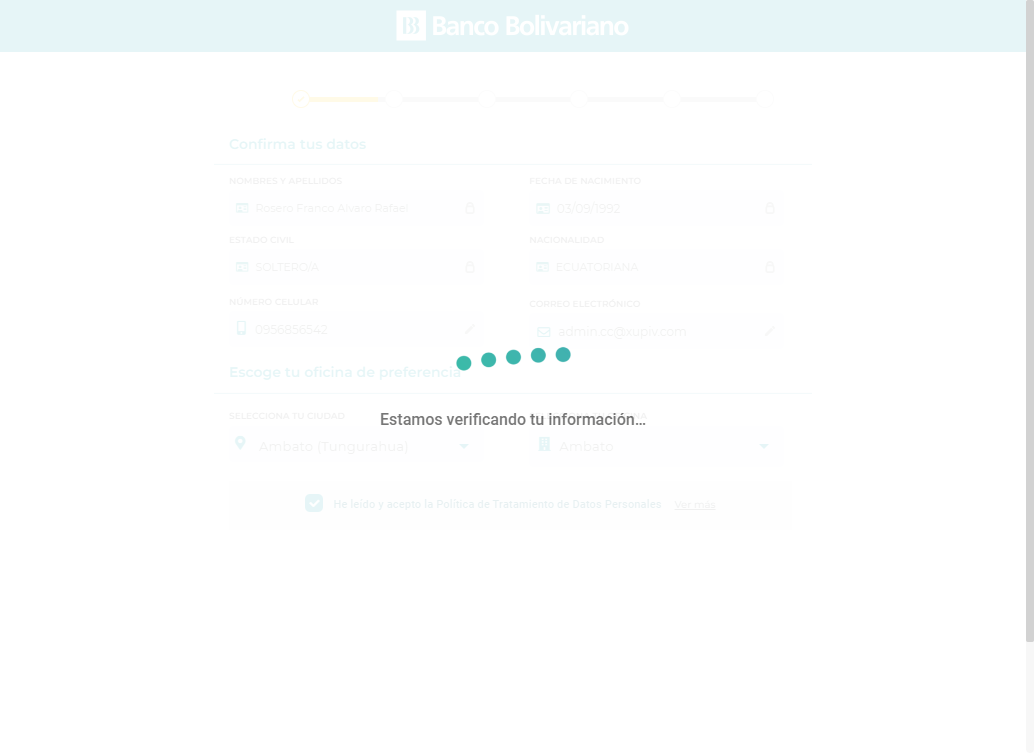 Banco Bolivariano
Confirma tus datos
NOMBRES Y APELLIDOS
FECHA DE NACIMIENTO
Rosero Franco Alvaro Rafael
03/09/1992
ESTADO CIVIL
NACIONALIDAD
SOLTERO/A
ECUATORIANA
NÚMERO CELULAR
CORREO ELECTRÓNICO
0956856542
admin.cc@xupiv.com
Escoge tu oficina de preferencia
SELECCIONA TU CIUDAD
Estamos verificando tu información...
Ambato (Tungurahua)
Ambato
He leído y acepto la Política de Tratamiento de Datos Personales Ver más